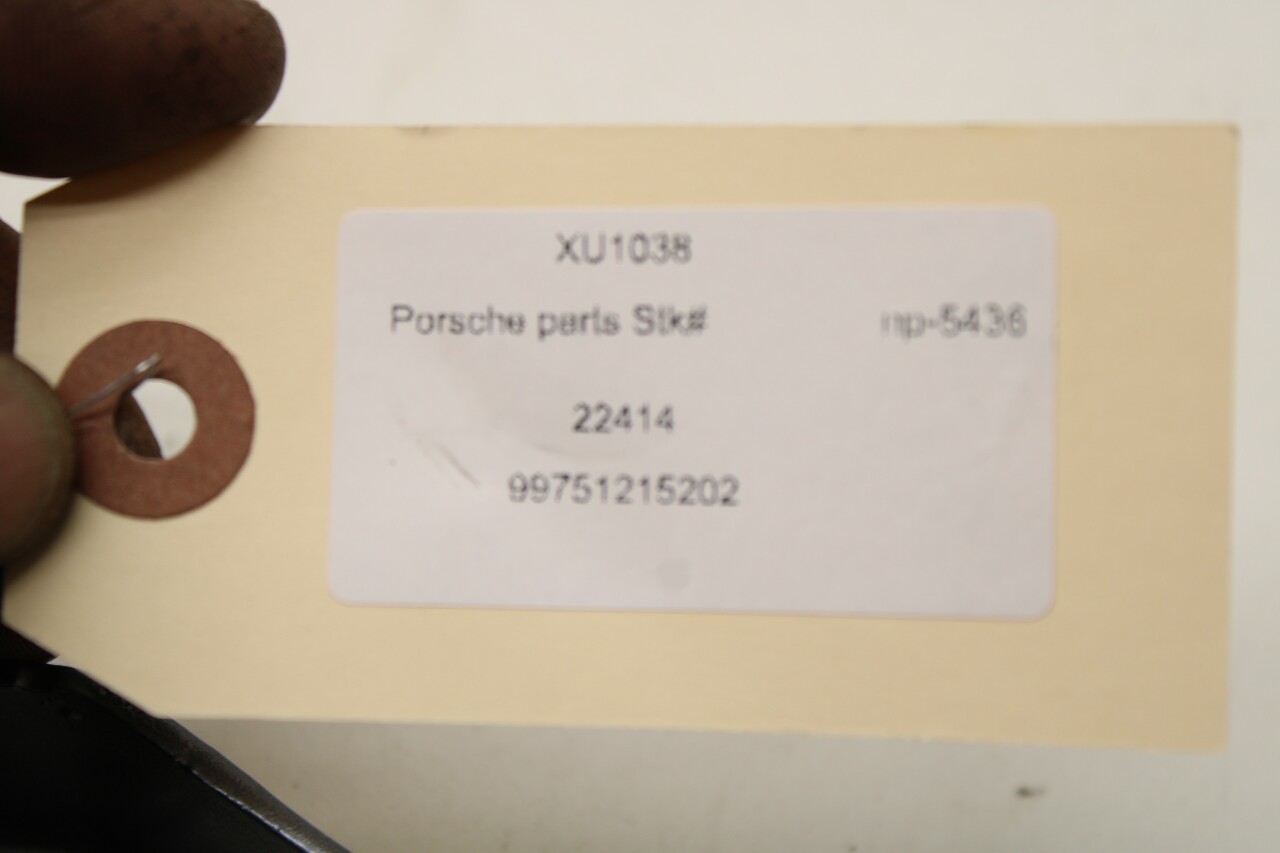 XU1038
Porsche parts Stk# np-5436
22414
99751215202